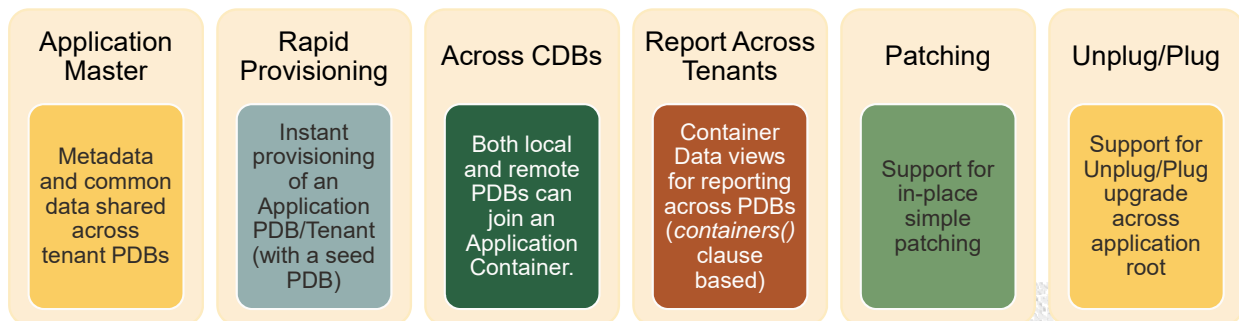 Application
Master
Metadata
and common
data shared
across
tenant PDBs
Rapid
Provisioning
Instant
provisioning
of an
Application
PDB/Tenant
(with a seed
PDB)
Across CDBs
Both local
and remote
PDBs can
join an
Application
Container.
Report Across
Tenants
Container
Data views
for reporting
across PDBs
(containers()
clause
based)
Patching
Support for
in-place
simple
patching
Unplug/Plug
Support for
Unplug/Plug
upgrade
across
application
root